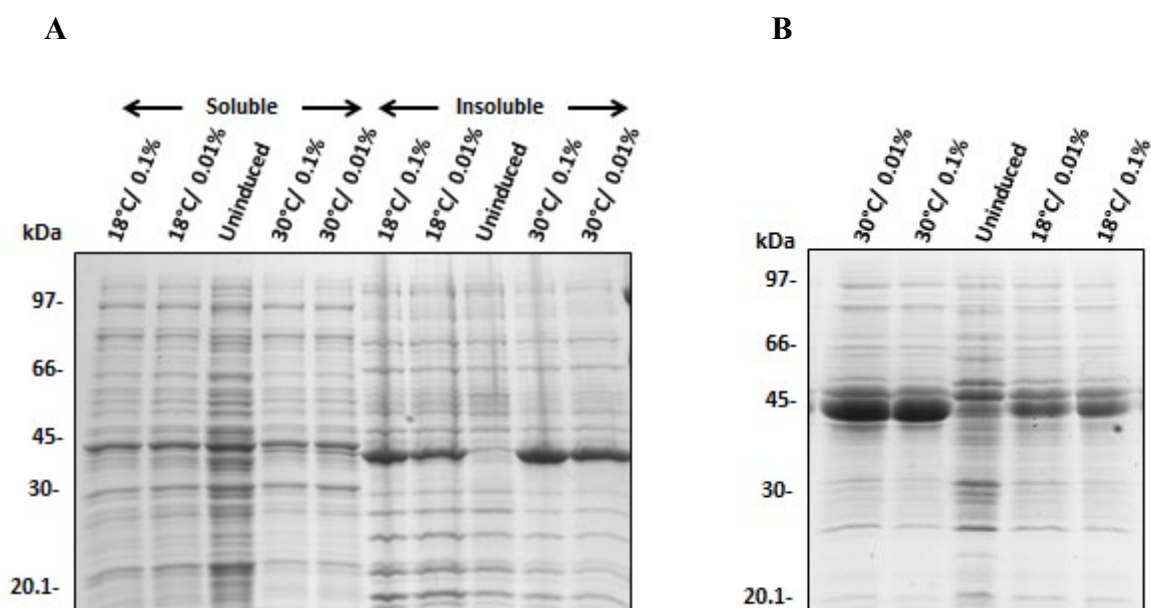 A
B
Soluble
Insoluble
18°C/ 0.1%
18°C/ 0.01%
Uninduced
30°C/ 0.1%
30°C/ 0.01%
18°C/ 0.1%
18°C/ 0.01%
Uninduced
30°C/ 0.1%
30°C/ 0.01%
kDa
97-
66-
45-
30-
20.1-
30°C/ 0.01%
30°C/ 0.1%
Uninduced
18°C/ 0.01%
18°C/ 0.1%
kDa
97-
66-
45-
30-
20.1-